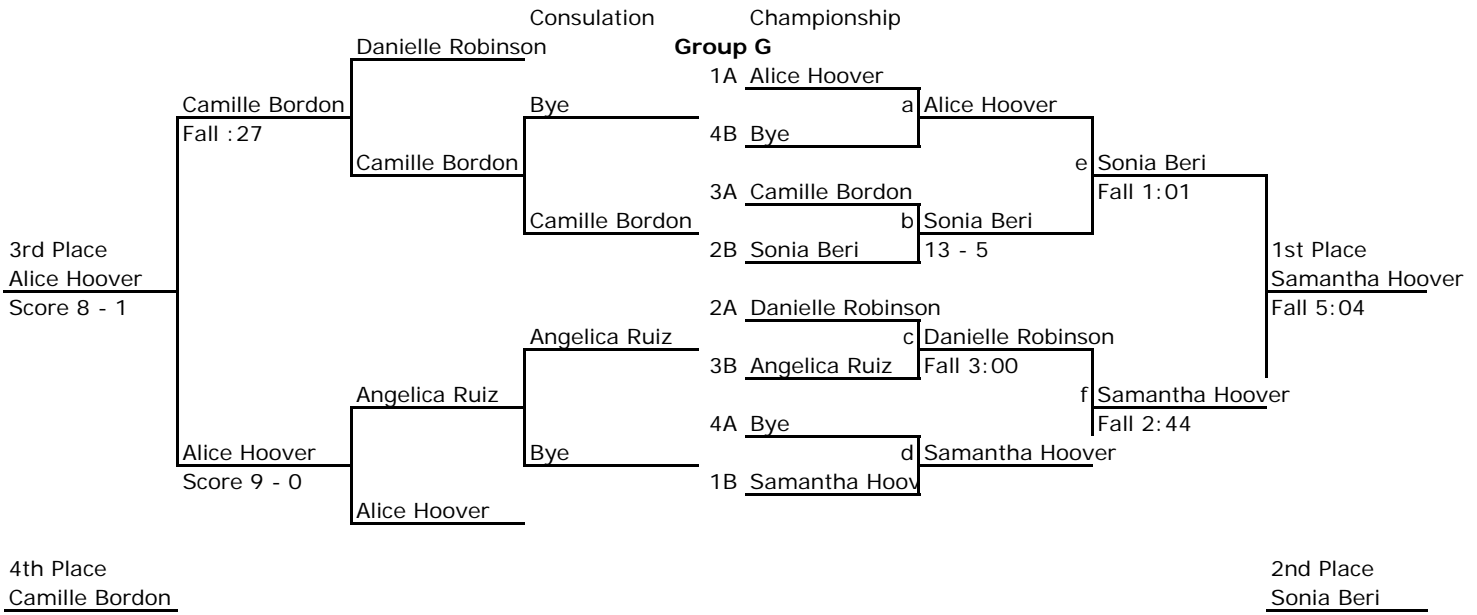 Consulation Championship
Danielle Robinson Group G
1A Alice Hoover
Camille Bordon Bye a Alice Hoover
Fall :27 4B Bye
Camille Bordon e Sonia Beri
3A Camille Bordon Fall 1:01
Camille Bordon b Sonia Beri
3rd Place 2B Sonia Beri 13 - 5 1st Place
Alice Hoover Samantha Hoover
Score 8 - 1 2A Danielle Robinson Fall 5:04
Angelica Ruiz c Danielle Robinson
3B Angelica Ruiz Fall 3:00
Angelica Ruiz f Samantha Hoover
4A Bye Fall 2:44
Alice Hoover Bye d Samantha Hoover
Score 9 - 0 1B Samantha Hoov
Alice Hoover
4th Place 2nd Place
Camille Bordon Sonia Beri